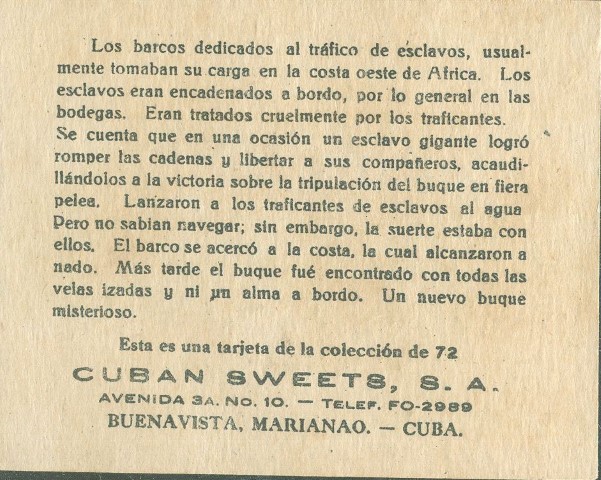 Los barcos dedicados al tráfico de esclavos, usual-
mente tomaban su carga en la costa oeste de Africa. Los
esclavos eran encadenados a bordo, por lo general en las
bodegas. Eran tratados cruelmente por los traficantes.
Se cuenta que en una ocasión un esclavo gigante logró
romper las cadenas y libertar a sus compañeros, acaudi-
llándolos a la victoria sobre la tripulación del buque en fiera
pelea. Lanzaron a los traficantes de esclavos al agua
Pero no sabian navegar; sin embargo, la suerte estaba con
ellos. El barco se acercó a la costa, la cual alcanzaron a
nado. Más tarde el buque fué encontrado con todas las
velas izadas y ni un alma a bordo. Un nuevo buque
misterioso.
Esta es una tarjeta de la colección de 72
CUBAN SWEETS, S. A.
AVENIDA 3A. No. 10. — TELEF. FO-2989
BUENAVISTA, MARIANAO. — CUBA.